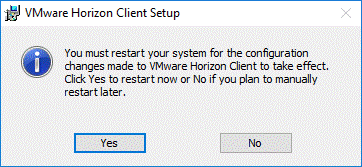 VMware Horizon Client Setup
You must restart your system for the configuration
changes made to VMware Horizon Client to take effect.
Click Yes to restart now or No if you plan to manually
restart later.
Yes
No